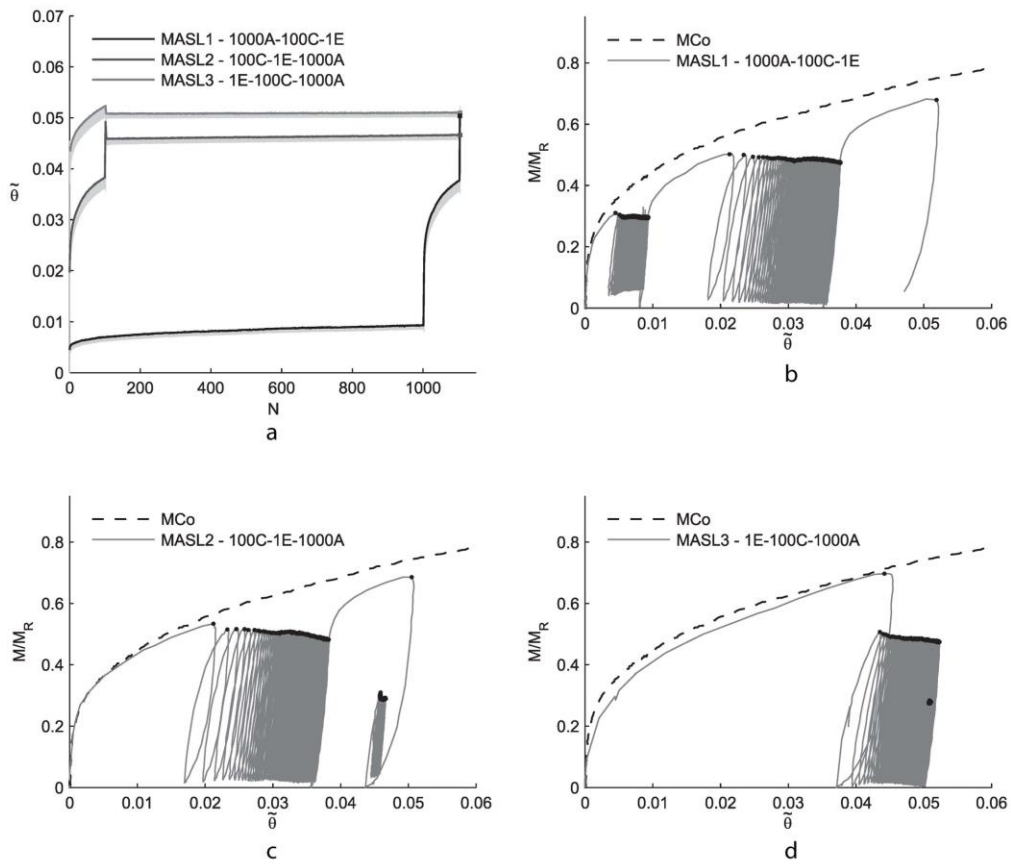 0.07
0.06
0.05
0.04
0.03
0.02
0.01
0
θ̃
MASL1 - 1000A-100C-1E
MASL2 - 100C-1E-1000A
MASL3 - 1E-100C-1000A
0 200 400 600 800 1000
N
a
0.8
0.6
0.4
0.2
0
M/M_R
MCo
MASL1 - 1000A-100C-1E
0 0.01 0.02 0.03 0.04 0.05 0.06
θ̃
b
0.8
0.6
0.4
0.2
0
M/M_R
MCo
MASL2 - 100C-1E-1000A
0 0.01 0.02 0.03 0.04 0.05 0.06
θ̃
c
0.8
0.6
0.4
0.2
0
M/M_R
MCo
MASL3 - 1E-100C-1000A
0 0.01 0.02 0.03 0.04 0.05 0.06
θ̃
d